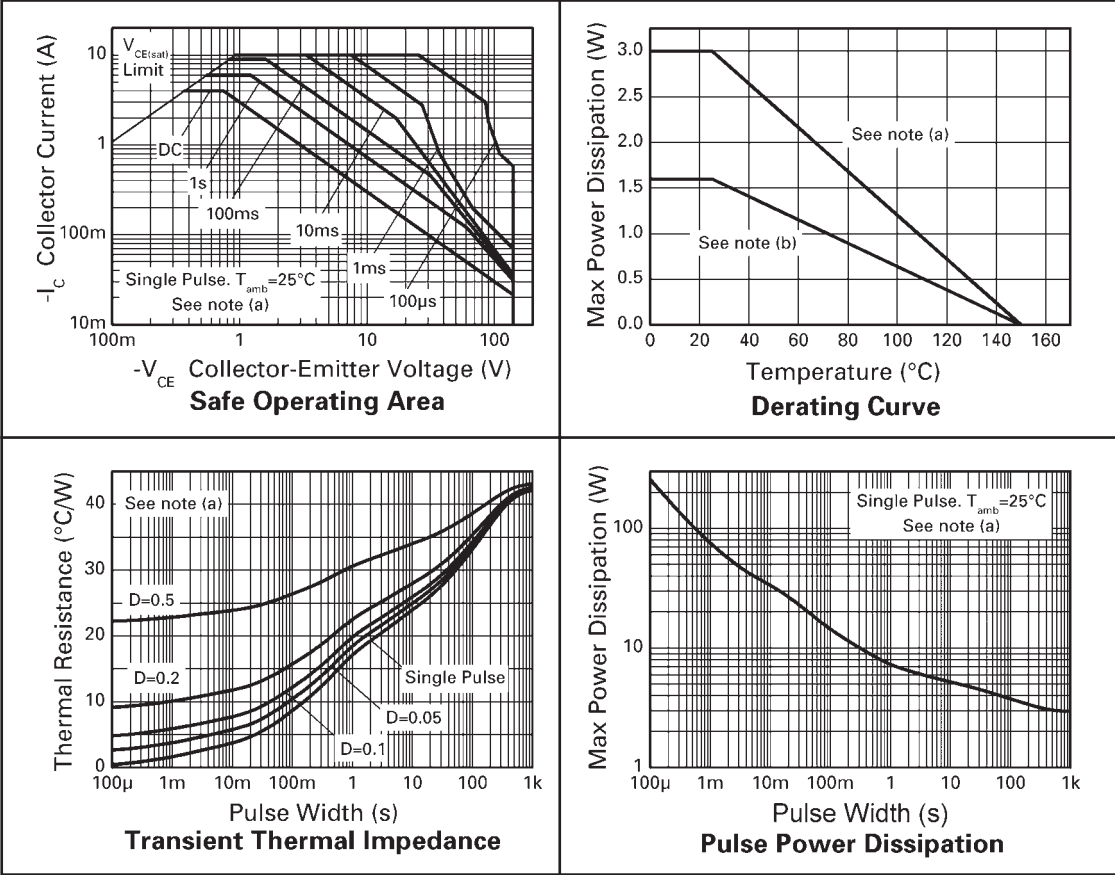 -I_C Collector Current (A)
10
1
100m
10m
V_CE(sat)
Limit
DC
1s
100ms
10ms
1ms
100µs
Single Pulse. T_amb=25°C
See note (a)
100m 1 10 100
-V_CE Collector-Emitter Voltage (V)
Safe Operating Area
Max Power Dissipation (W)
3.0
2.5
2.0
1.5
1.0
0.5
0.0
See note (a)
See note (b)
0 20 40 60 80 100 120 140 160
Temperature (°C)
Derating Curve
Thermal Resistance (°C/W)
40
30
20
10
0
See note (a)
D=0.5
D=0.2
Single Pulse
D=0.05
D=0.1
100µ 1m 10m 100m 1 10 100 1k
Pulse Width (s)
Transient Thermal Impedance
Max Power Dissipation (W)
100
10
1
Single Pulse. T_amb=25°C
See note (a)
100µ 1m 10m 100m 1 10 100 1k
Pulse Width (s)
Pulse Power Dissipation